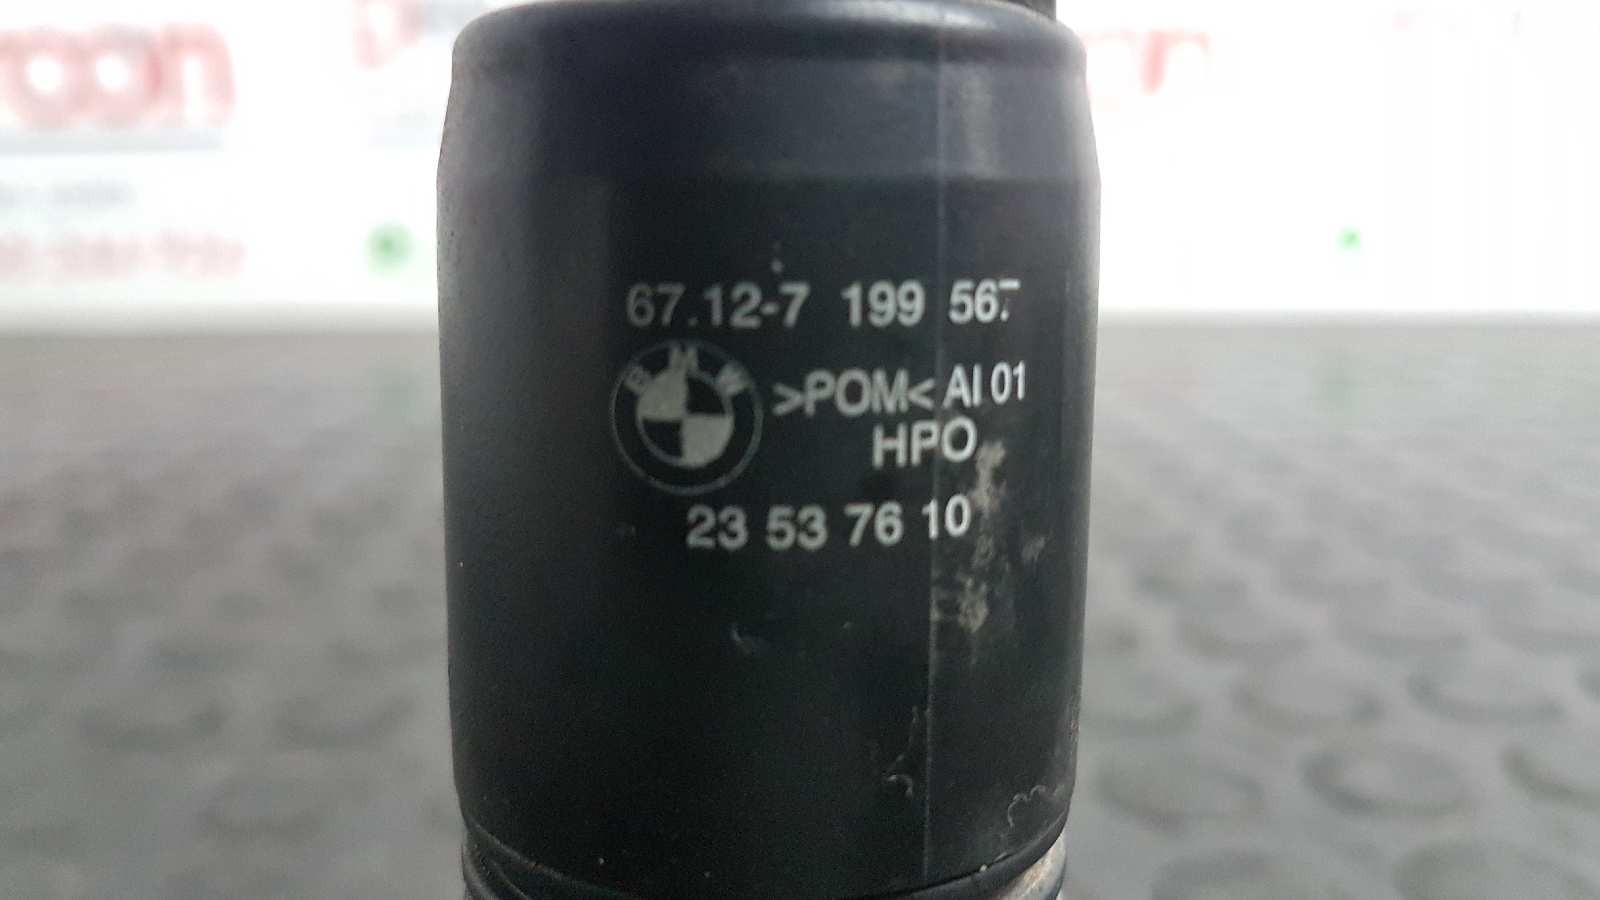 67.12-7 199 567
BMW
>POM< AI 01
HPO
23 53 76 10